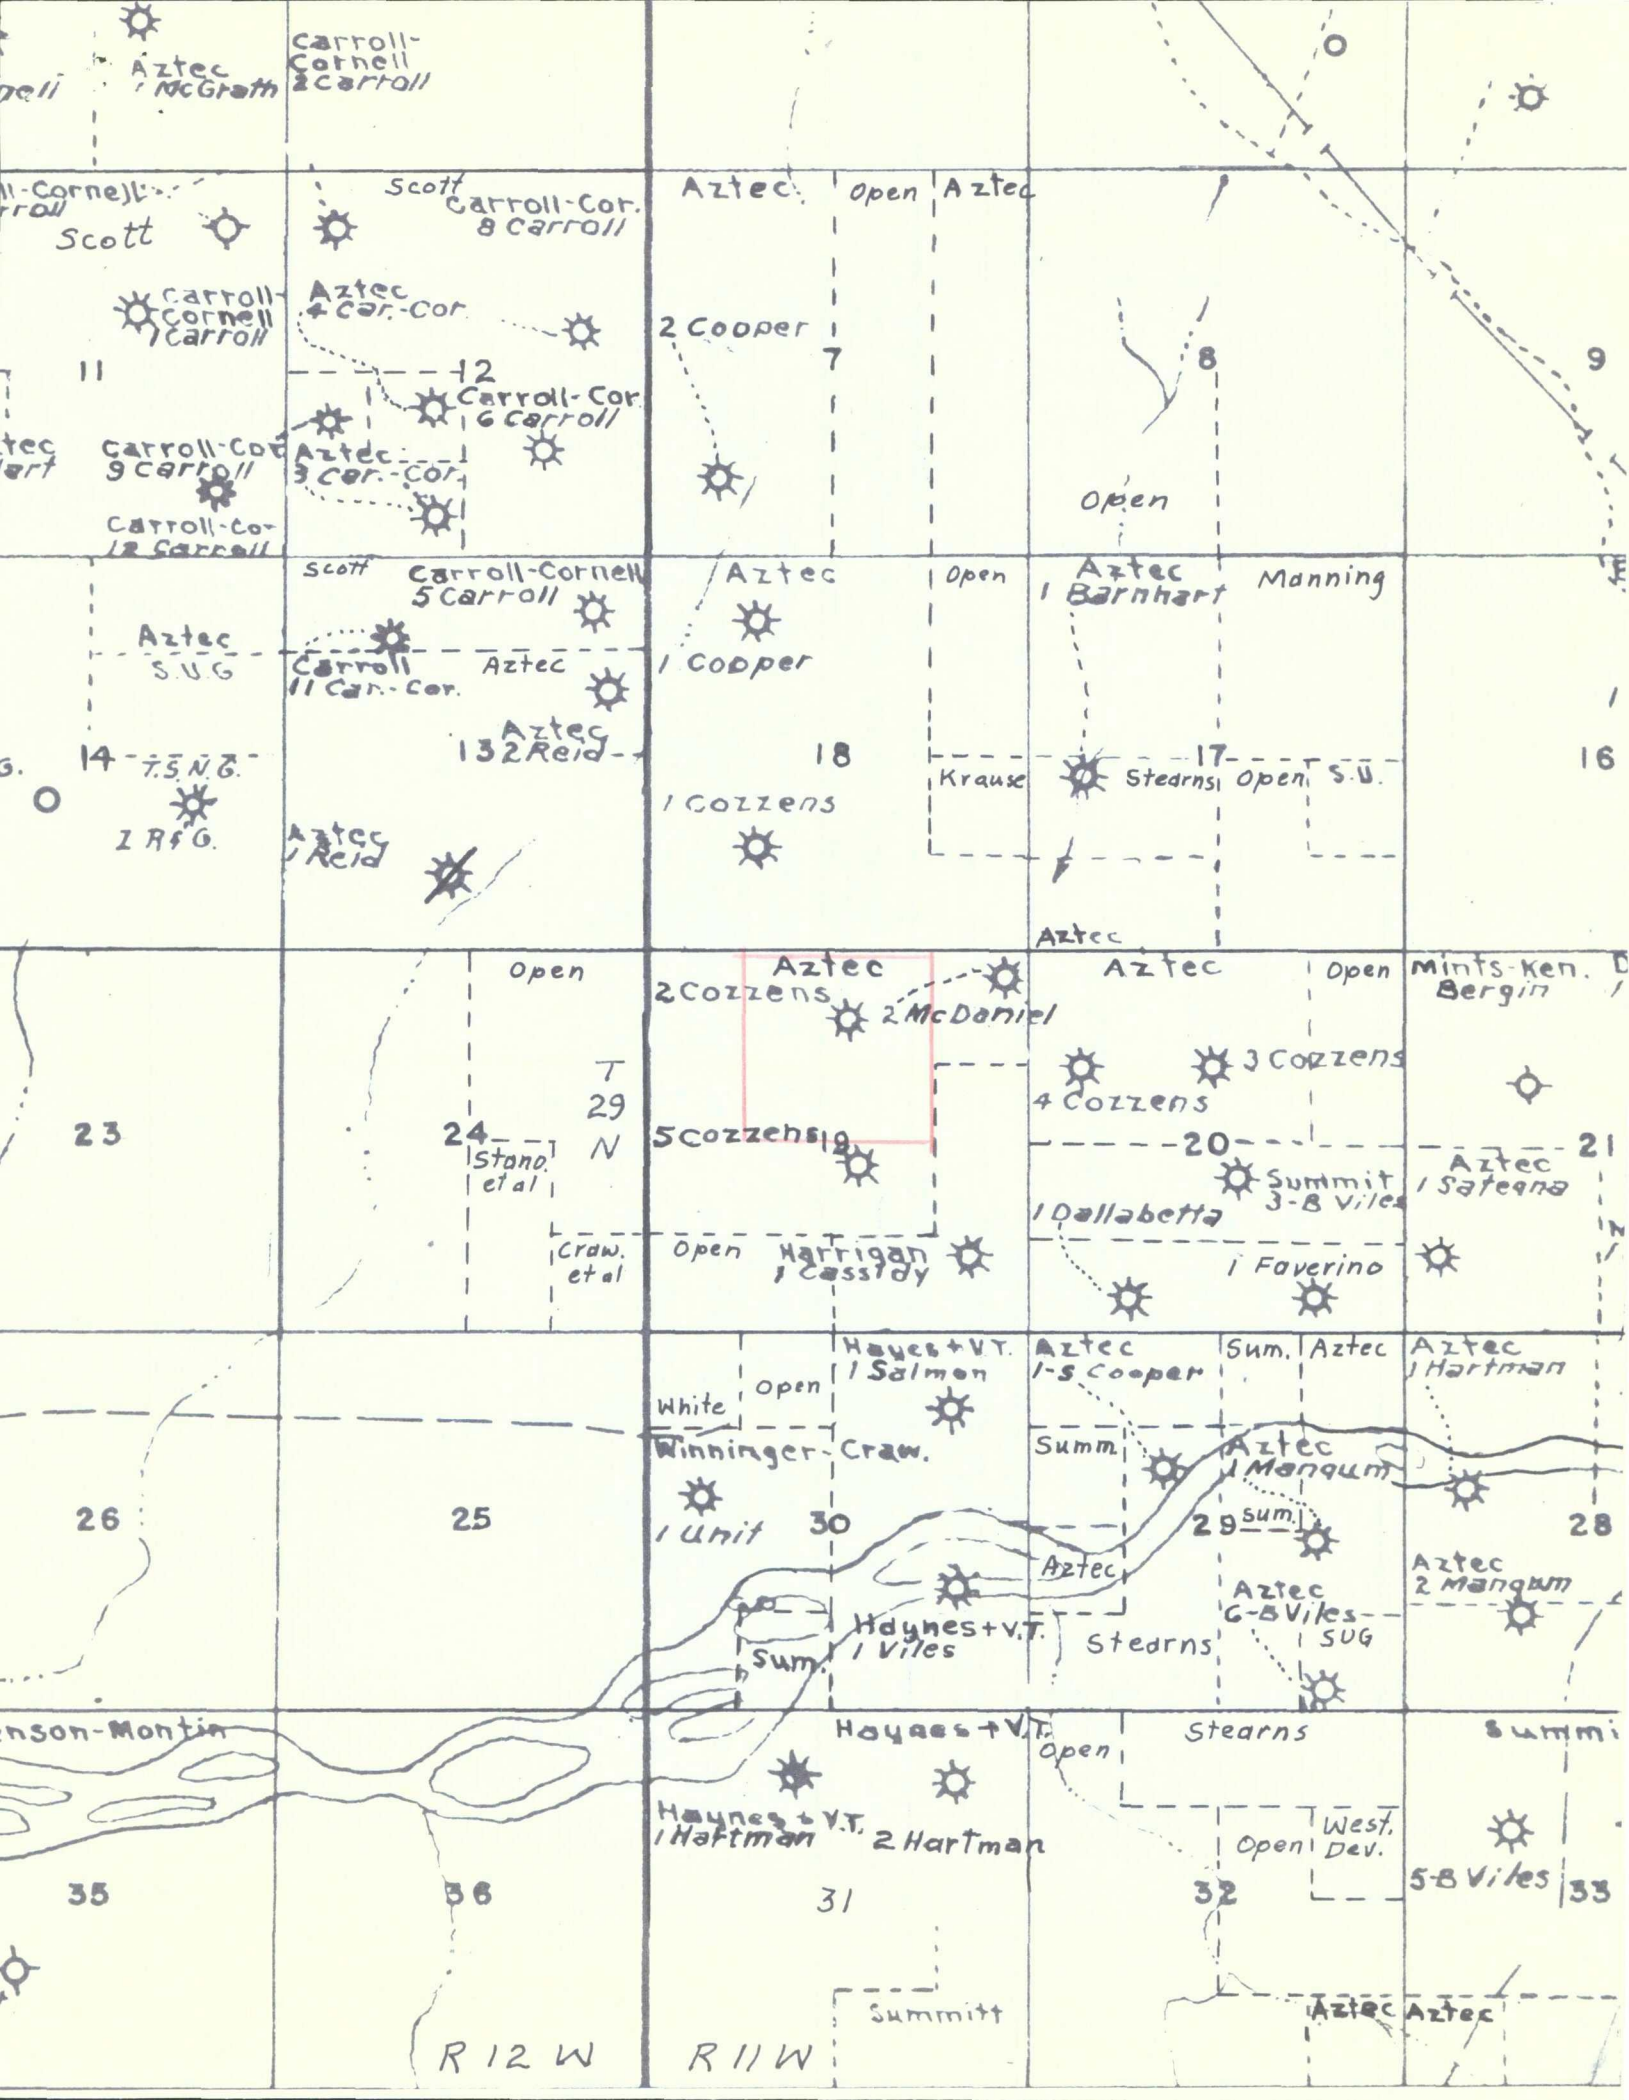 Aztec
1 McGrath
Carroll-
Cornell
2 Carroll
Scott
Scott
Carroll-Cor.
8 Carroll
Aztec
Open
Aztec
Carroll-
Cornell
1 Carroll
Aztec
4 Car.-Cor.
2 Cooper
7
8
9
11
12
Carroll-Cor.
6 Carroll
Carroll-Cor.
9 Carroll
Aztec
3 Car.-Cor.
Carroll-Co-
12 Carroll
Open
Scott
Carroll-Cornell
5 Carroll
Aztec
Open
Aztec
1 Barnhart
Manning
Aztec
S.U.G
Carroll
11 Car.-Cor.
Aztec
1 Cooper
Aztec
2 Reid
14
T.S.N.G.
13
18
17
16
Krause
Stearns
Open
S.U.
1 Cozzens
Aztec
1 Reid
Aztec
Open
Aztec
2 Cozzens
2 McDaniel
Aztec
Open
Mints-Ken.
Bergin
T
29
N
3 Cozzens
4 Cozzens
23
24
5 Cozzens
19
20
21
Stano.
et al
Summit
3-B Viles
Aztec
1 Dallabetta
Craw.
et al
Open
Harrigan
1 Cassidy
1 Faverino
Hayes + V.T.
1 Salmon
Aztec
1-S Cooper
Sum.
Aztec
Aztec
1 Hartman
White
Open
Winninger-Craw.
Summ.
Aztec
1 Mangum
26
25
1 Unit
30
29
Sum.
28
Aztec
Aztec
2 Mangum
Aztec
6-B Viles
SUG
Haynes + V.T.
1 Viles
Stearns
Sum.
nson-Montin
Haynes + V.T.
Open
Stearns
Summi
Haynes + V.T.
1 Hartman
2 Hartman
Open
West.
Dev.
5-B Viles
35
36
31
32
33
Summitt
Aztec
Aztec
R 12 W
R 11 W